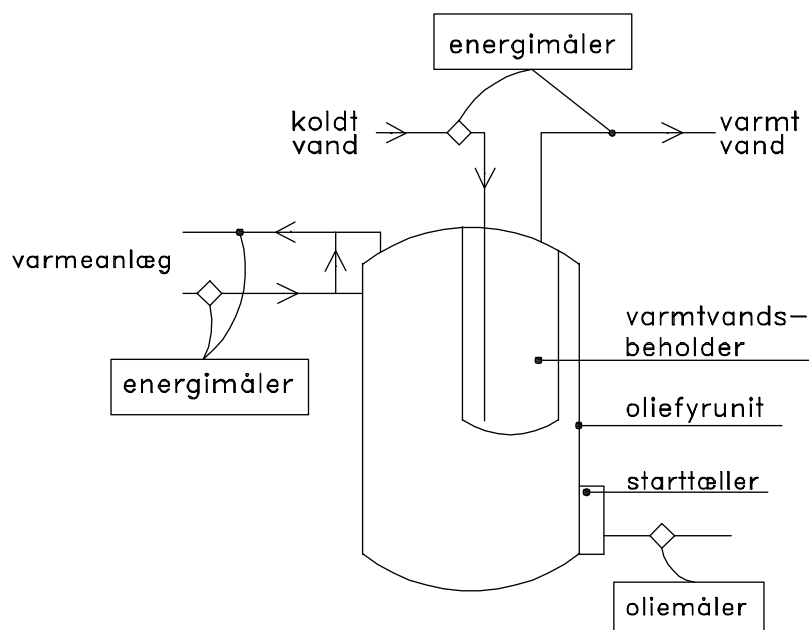 energimåler
koldt
vand
varmt
vand
varmeanlæg
energimåler
varmtvands-
beholder
oliefyrunit
starttæller
oliemåler